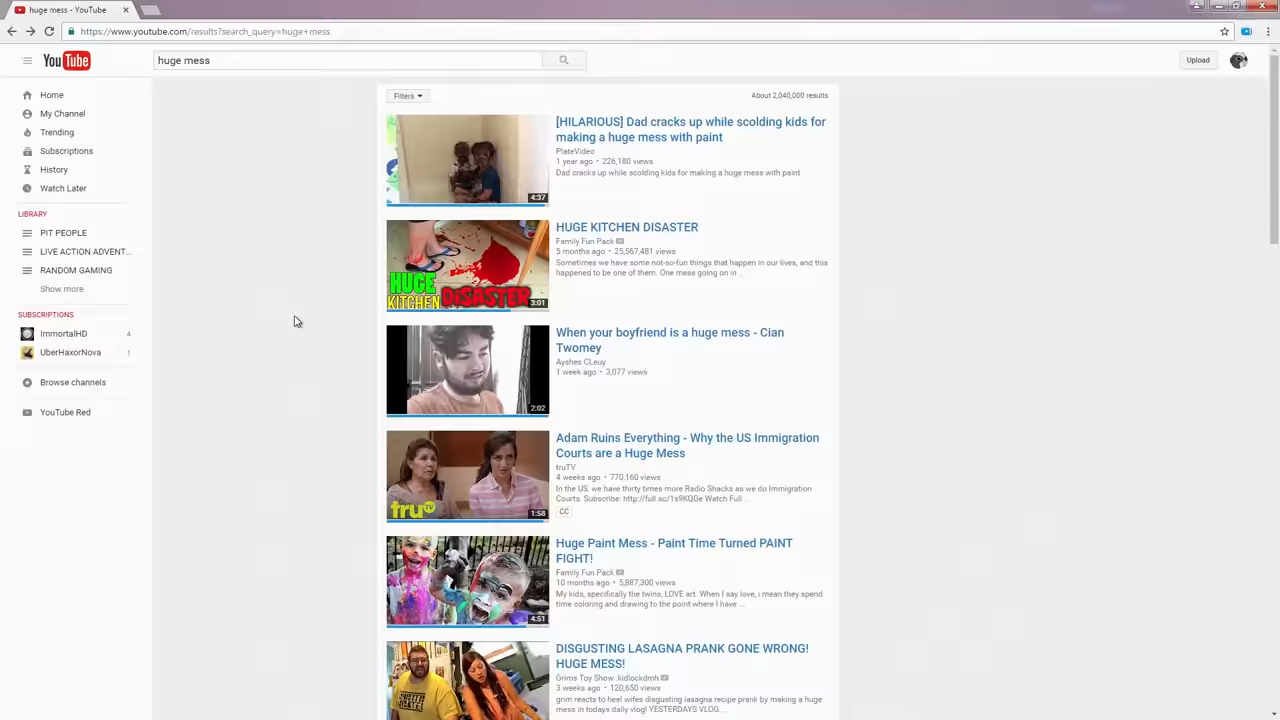 huge mess - YouTube
https://www.youtube.com/results?search_query=huge+mess
YouTube
huge mess
Upload
Home
My Channel
Trending
Subscriptions
History
Watch Later
LIBRARY
PIT PEOPLE
LIVE ACTION ADVENT...
RANDOM GAMING
Show more
SUBSCRIPTIONS
ImmortalHD 4
UberHaxorNova 1
Browse channels
YouTube Red
Filters
About 2,040,000 results
4:37
[HILARIOUS] Dad cracks up while scolding kids for
making a huge mess with paint
PlateVideo
1 year ago • 226,180 views
Dad cracks up while scolding kids for making a huge mess with paint
HUGE
KITCHEN DISASTER
3:01
HUGE KITCHEN DISASTER
Family Fun Pack
5 months ago • 25,567,481 views
Sometimes we have some not-so-fun things that happen in our lives, and this
happened to be one of them. One mess going on in ...
2:02
When your boyfriend is a huge mess - Cian
Twomey
Ayshes CLeuy
1 week ago • 3,077 views
truTV
1:58
Adam Ruins Everything - Why the US Immigration
Courts are a Huge Mess
truTV
4 weeks ago • 770,160 views
In the US, we have thirty times more Radio Shacks as we do Immigration
Courts. Subscribe: http://full.sc/1s9KQGe Watch Full ...
CC
4:51
Huge Paint Mess - Paint Time Turned PAINT
FIGHT!
Family Fun Pack
10 months ago • 5,887,300 views
My kids, specifically the twins, LOVE art. When I say love, i mean they spend
time coloring and drawing to the point where I have ...
DISGUSTING LASAGNA PRANK GONE WRONG!
HUGE MESS!
Grims Toy Show .kidlockdmh
3 weeks ago • 120,650 views
grim reacts to heel wifes disgusting lasagna recipe prank by making a huge
mess in todays daily vlog! YESTERDAYS VLOG...